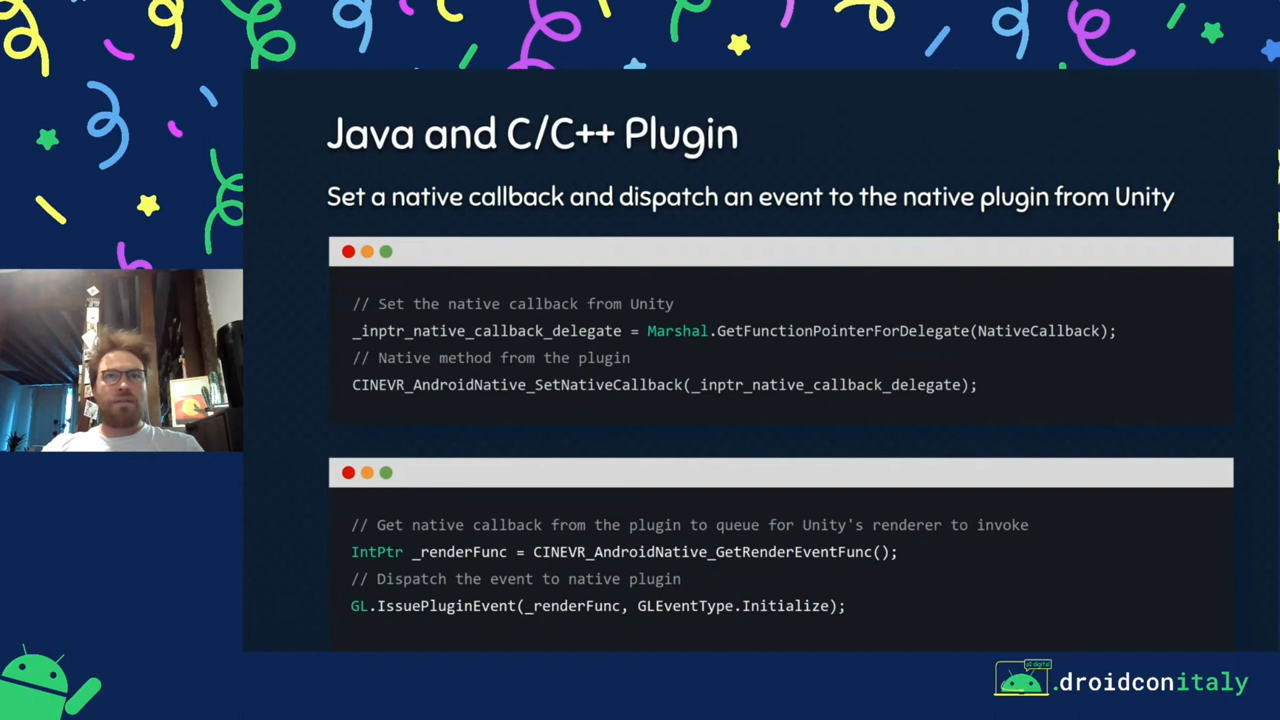 Java and C/C++ Plugin
Set a native callback and dispatch an event to the native plugin from Unity
// Set the native callback from Unity
_inptr_native_callback_delegate = Marshal.GetFunctionPointerForDelegate(NativeCallback);
// Native method from the plugin
CINEVR_AndroidNative_SetNativeCallback(_inptr_native_callback_delegate);
// Get native callback from the plugin to queue for Unity's renderer to invoke
IntPtr _renderFunc = CINEVR_AndroidNative_GetRenderEventFunc();
// Dispatch the event to native plugin
GL.IssuePluginEvent(_renderFunc, GLEventType.Initialize);
.droidconitaly